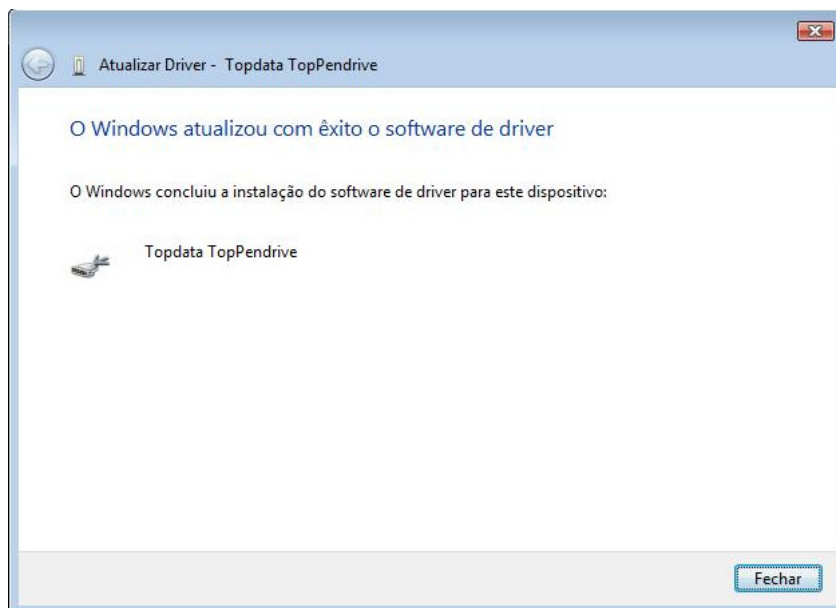 Atualizar Driver - Topdata TopPendrive
O Windows atualizou com êxito o software de driver
O Windows concluiu a instalação do software de driver para este dispositivo:
Topdata TopPendrive
Fechar